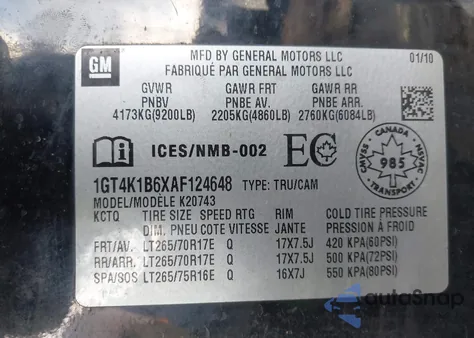 GM
MFD BY GENERAL MOTORS LLC 01/10
FABRIQUÉ PAR GENERAL MOTORS LLC
GVWR GAWR FRT GAWR RR
PNBV PNBE AV. PNBE ARR.
4173KG(9200LB) 2205KG(4860LB) 2760KG(6084LB)
ICES/NMB-002 EC
CANADA
CMVSS 985 NSVAC
TRANSPORT
1GT4K1B6XAF124648 TYPE: TRU/CAM
MODEL/MODÈLE K20743
KCTQ TIRE SIZE SPEED RTG RIM COLD TIRE PRESSURE
DIM. PNEU COTE VITESSE JANTE PRESSION À FROID
FRT/AV. LT265/70R17E Q 17X7.5J 420 KPA(60PSI)
RR/ARR. LT265/70R17E Q 17X7.5J 500 KPA(72PSI)
SPA/SOS LT265/75R16E Q 16X7J 550 KPA(80PSI)
AutaSnap